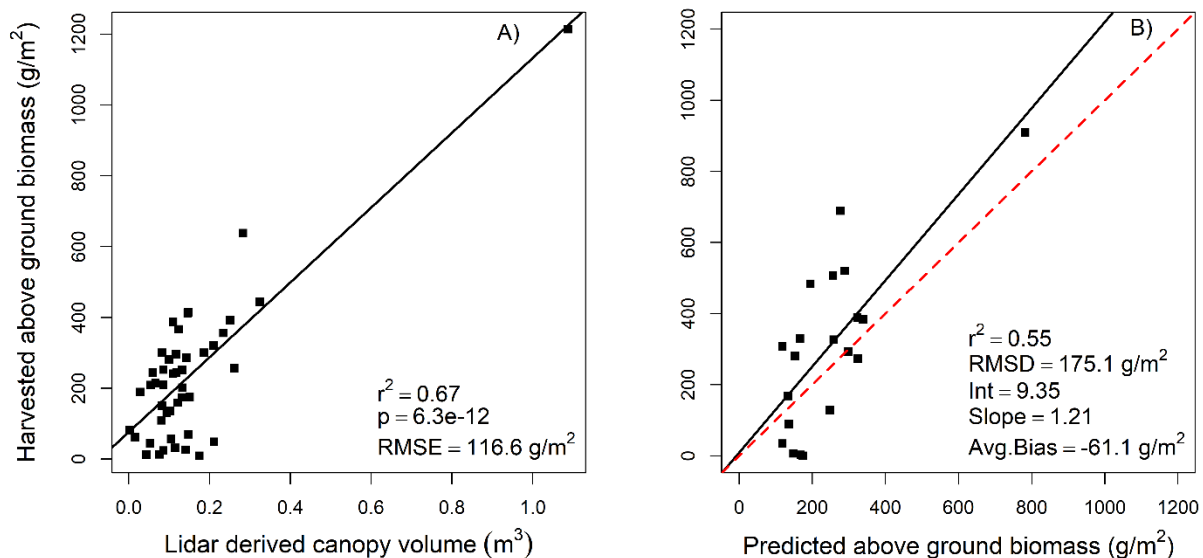 Harvested above ground biomass (g/m²)
0 200 400 600 800 1000 1200
A)
r² = 0.67
p = 6.3e-12
RMSE = 116.6 g/m²
0.0 0.2 0.4 0.6 0.8 1.0
Lidar derived canopy volume (m³)
0 200 400 600 800 1000 1200
B)
r² = 0.55
RMSD = 175.1 g/m²
Int = 9.35
Slope = 1.21
Avg.Bias = -61.1 g/m²
0 200 400 600 800 1000 1200
Predicted above ground biomass (g/m²)